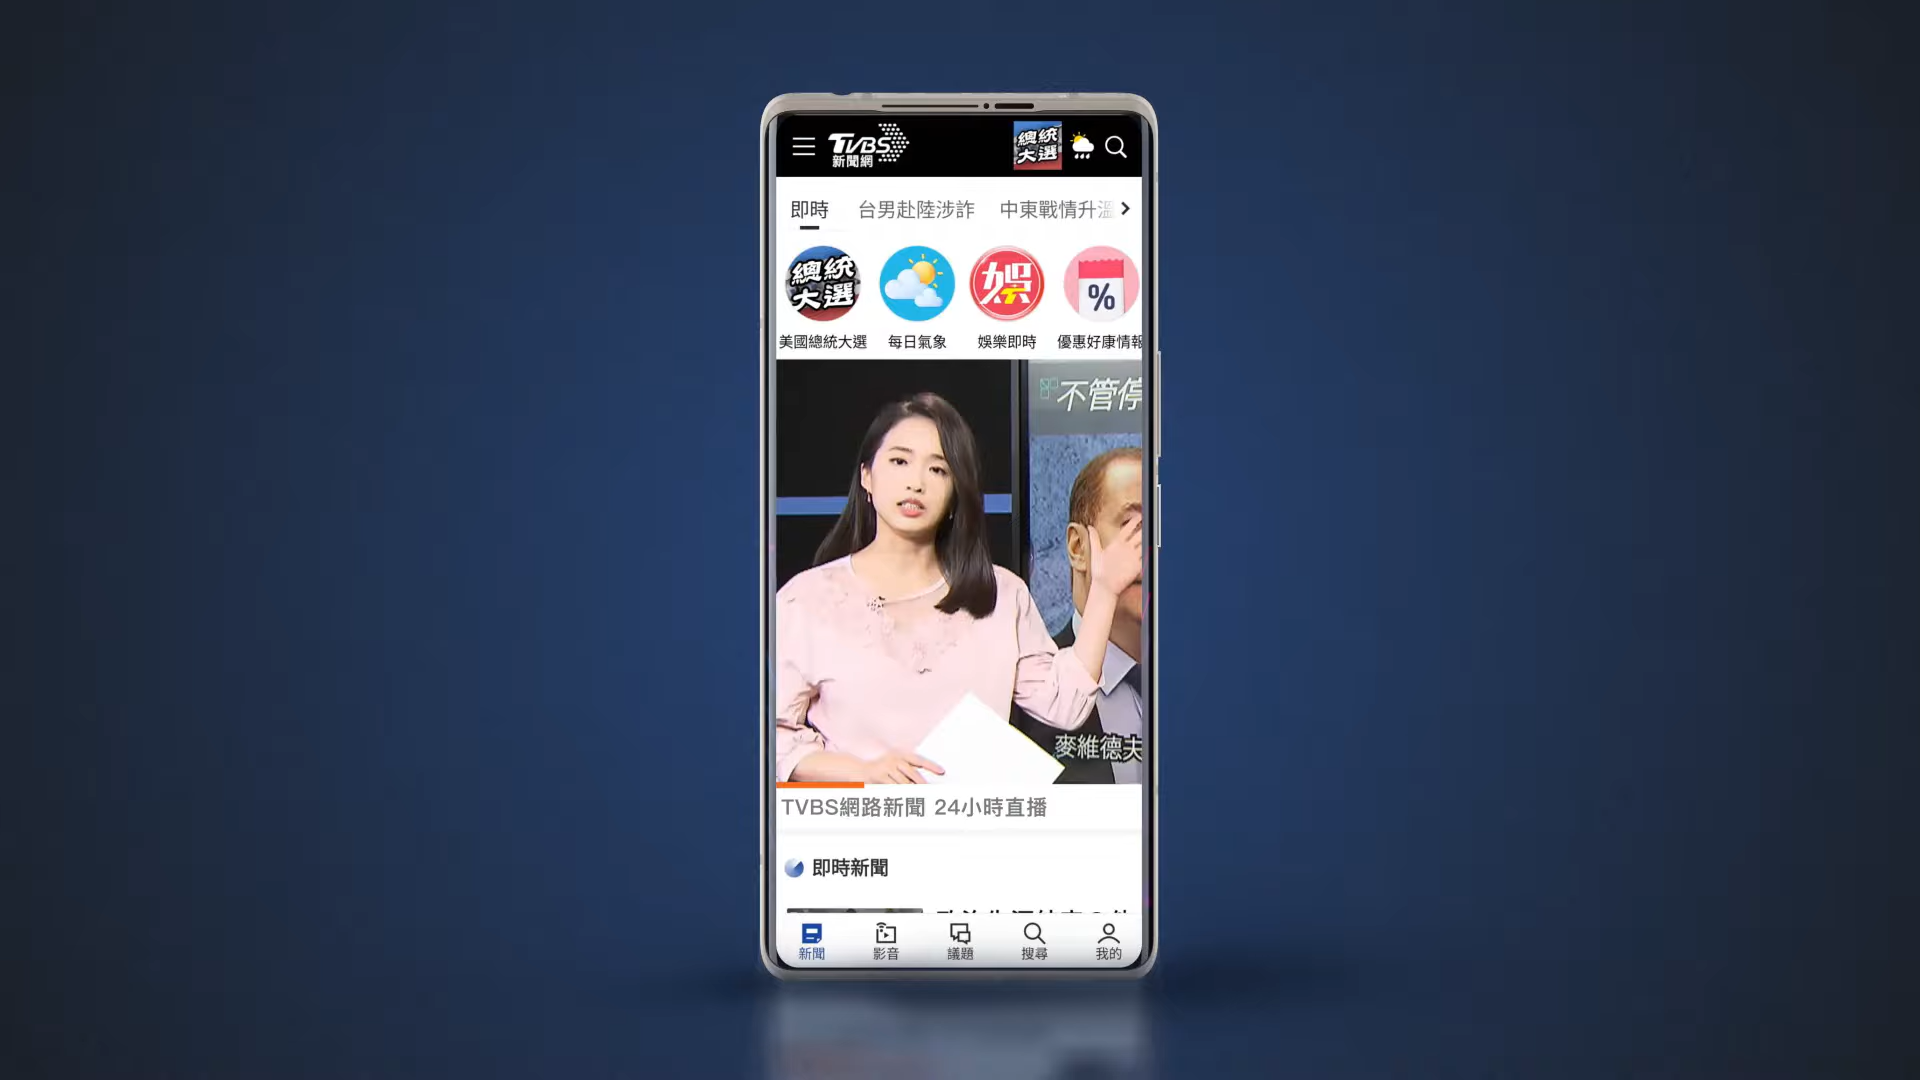 TVBS
新聞網
總統
大選
即時
台男赴陸涉詐
中東戰情升溫
總統
大選
娛
%
美國總統大選
每日氣象
娛樂即時
優惠好康情報
不管停
麥維德夫
TVBS網路新聞 24小時直播
即時新聞
新聞
影音
議題
搜尋
我的